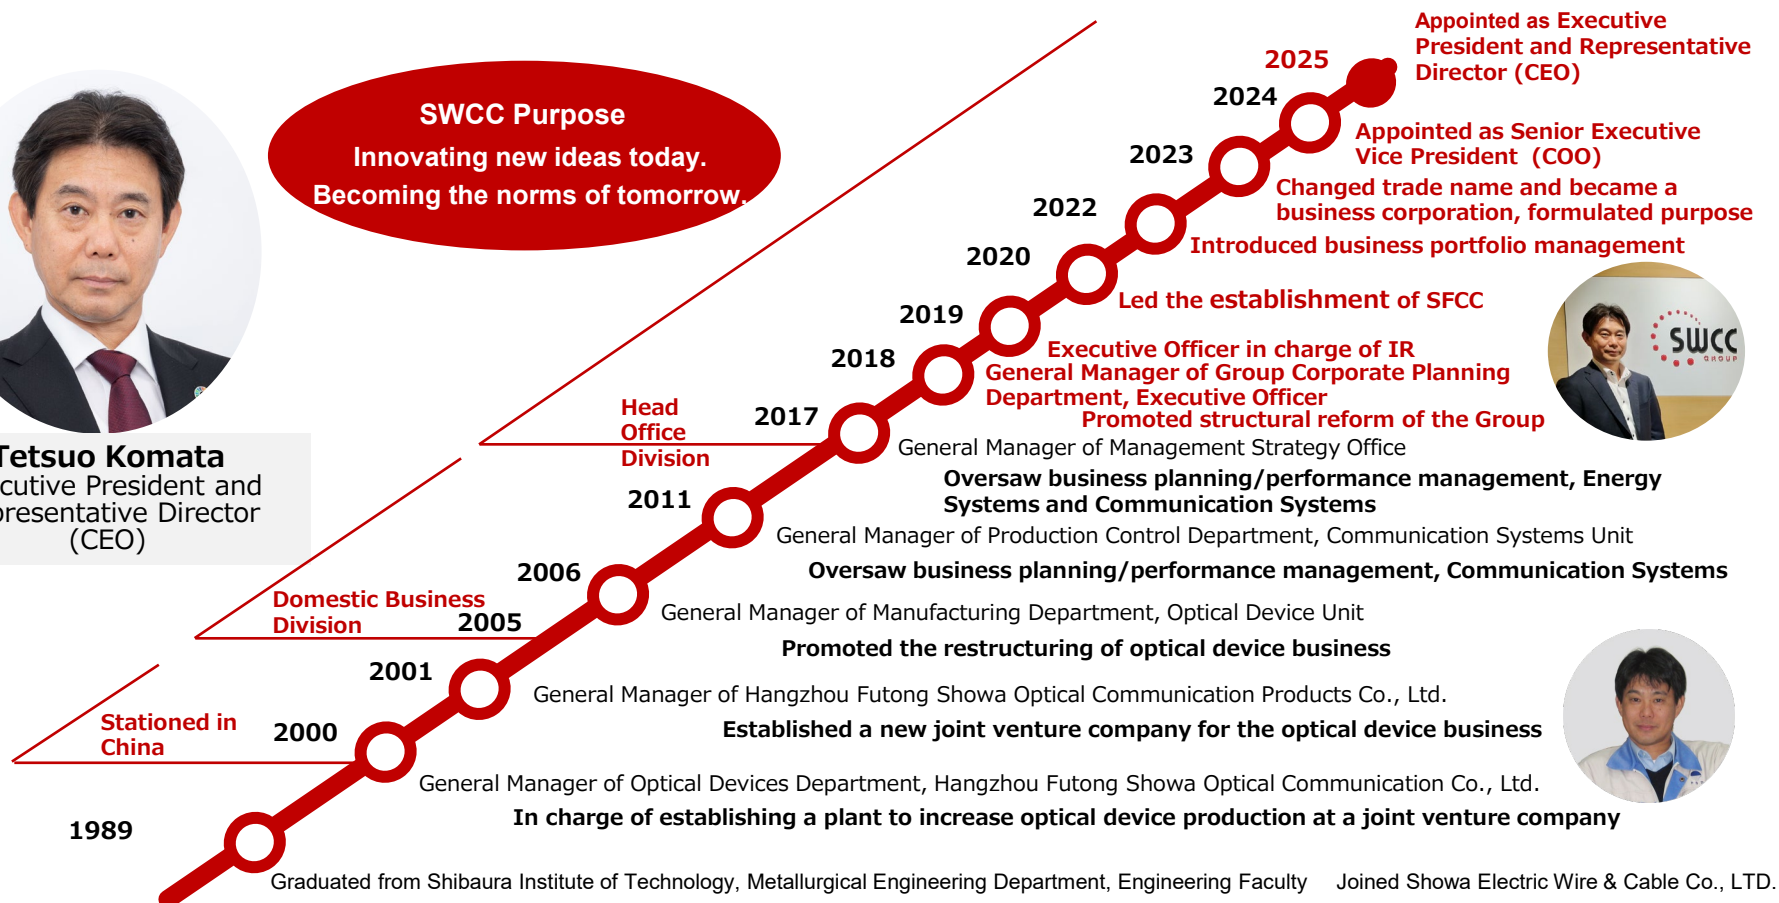 Appointed as Executive
President and Representative
Director (CEO)
2025
2024
Appointed as Senior Executive
Vice President (COO)
2023
Changed trade name and became a
business corporation, formulated purpose
2022
Introduced business portfolio management
2020
Led the establishment of SFCC
2019
Executive Officer in charge of IR
2018
General Manager of Group Corporate Planning
Department, Executive Officer
Promoted structural reform of the Group
2017
General Manager of Management Strategy Office
Oversaw business planning/performance management, Energy
Systems and Communication Systems
2011
General Manager of Production Control Department, Communication Systems Unit
Oversaw business planning/performance management, Communication Systems
2006
General Manager of Manufacturing Department, Optical Device Unit
Promoted the restructuring of optical device business
2005
2001
General Manager of Hangzhou Futong Showa Optical Communication Products Co., Ltd.
Established a new joint venture company for the optical device business
2000
General Manager of Optical Devices Department, Hangzhou Futong Showa Optical Communication Co., Ltd.
In charge of establishing a plant to increase optical device production at a joint venture company
1989
Graduated from Shibaura Institute of Technology, Metallurgical Engineering Department, Engineering Faculty Joined Showa Electric Wire & Cable Co., LTD.
SWCC Purpose
Innovating new ideas today.
Becoming the norms of tomorrow.
Head
Office
Division
Domestic Business
Division
Stationed in
China
Tetsuo Komata
President and
Director
(CEO)
SWCC
GROUP